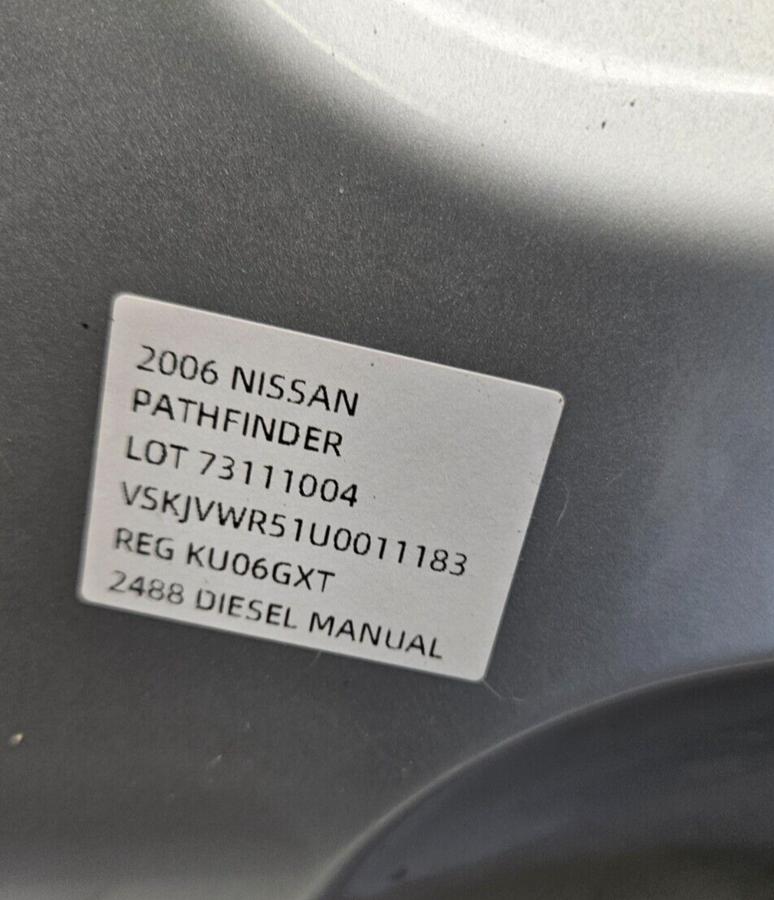 2006 NISSAN
PATHFINDER
LOT 73111004
VSKJVWR51U0011183
REG KU06GXT
2488 DIESEL MANUAL